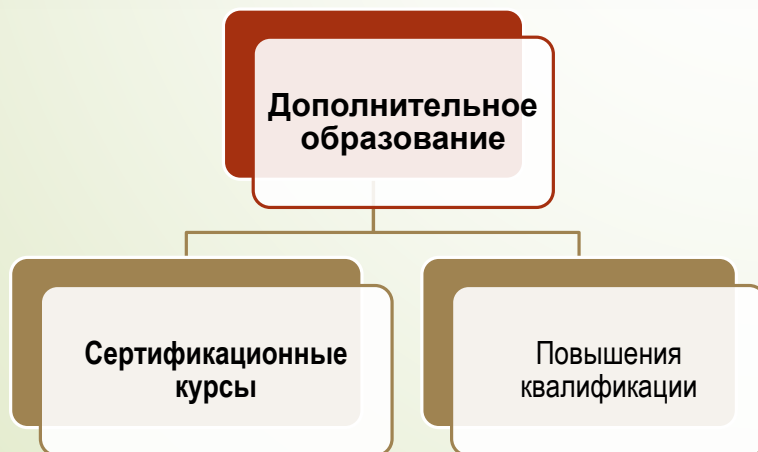 Дополнительное
образование
Сертификационные
курсы
Повышения
квалификации